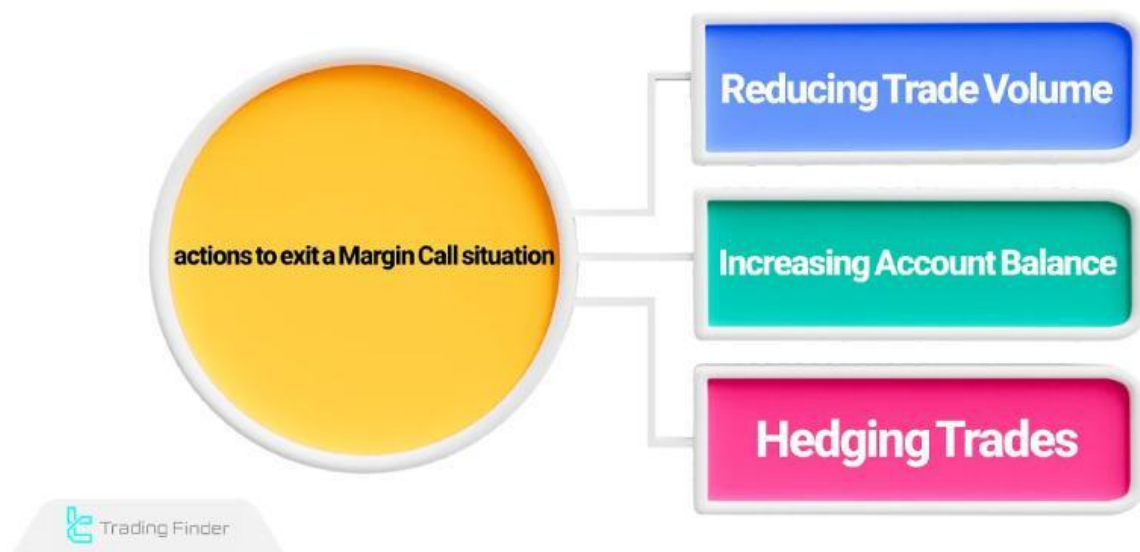 actions to exit a Margin Call situation
Reducing Trade Volume
Increasing Account Balance
Hedging Trades
Trading Finder